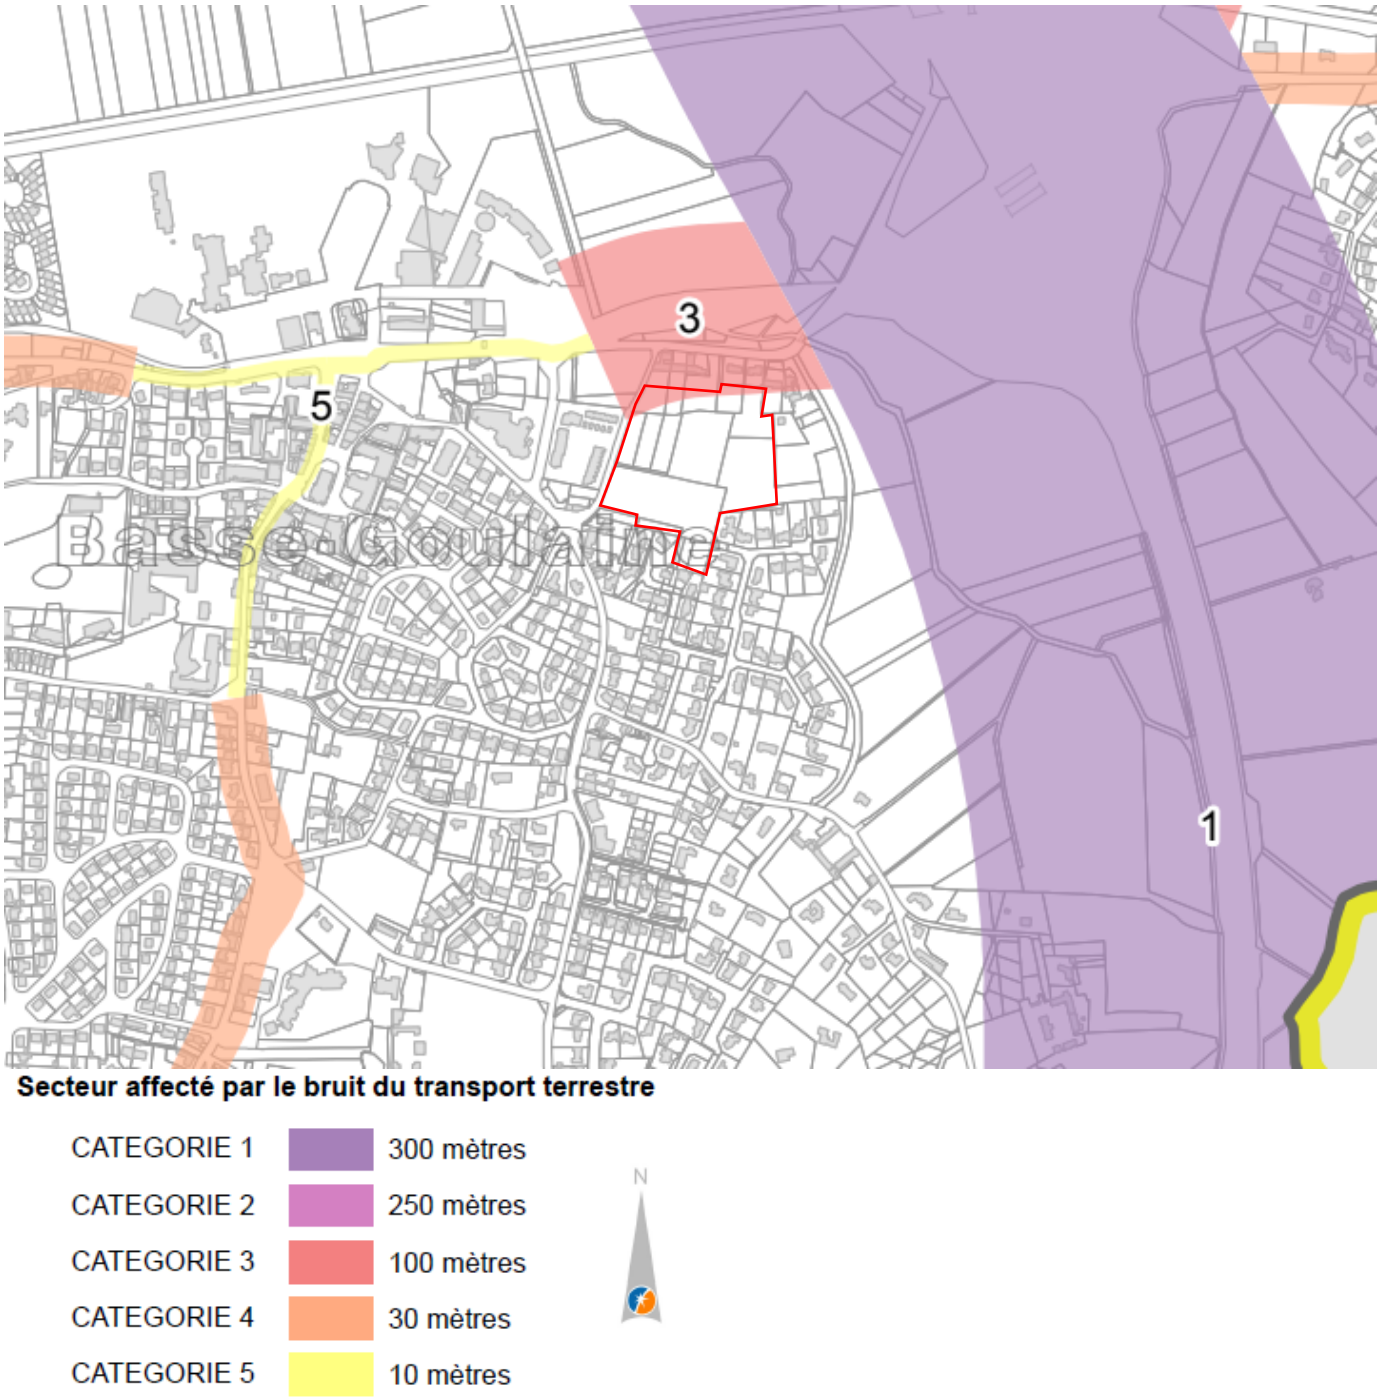 3
5
Basse-Goulaine
1
Secteur affecté par le bruit du transport terrestre
CATEGORIE 1 300 mètres
CATEGORIE 2 250 mètres
CATEGORIE 3 100 mètres
CATEGORIE 4 30 mètres
CATEGORIE 5 10 mètres
N